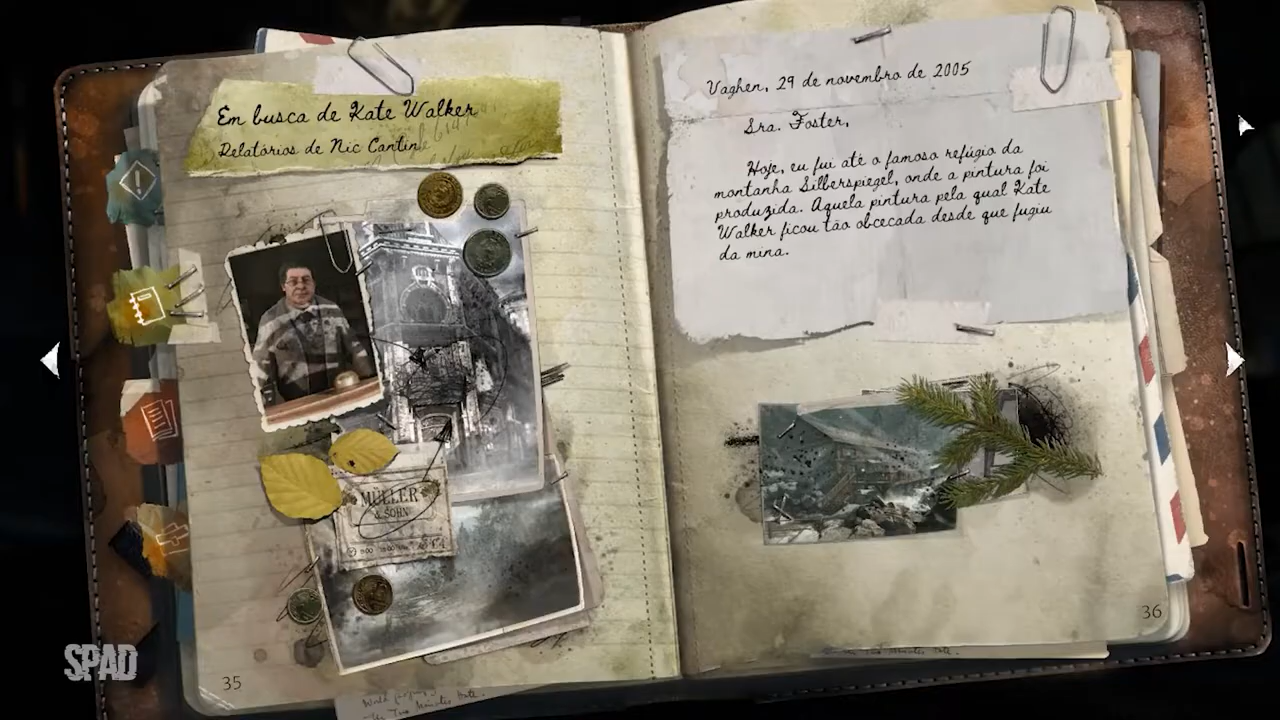 Em busca de Kate Walker
Relatórios de Nic Cantin
MÜLLER
& SOHN
35
Vaghen, 29 de novembro de 2005
Sra. Foster,
Hoje, eu fui até o famoso refúgio da
montanha Silberspiegel, onde a pintura foi
produzida. Aquela pintura pela qual Kate
Walker ficou tão obcecada desde que fugiu
da mina.
36
SPAD